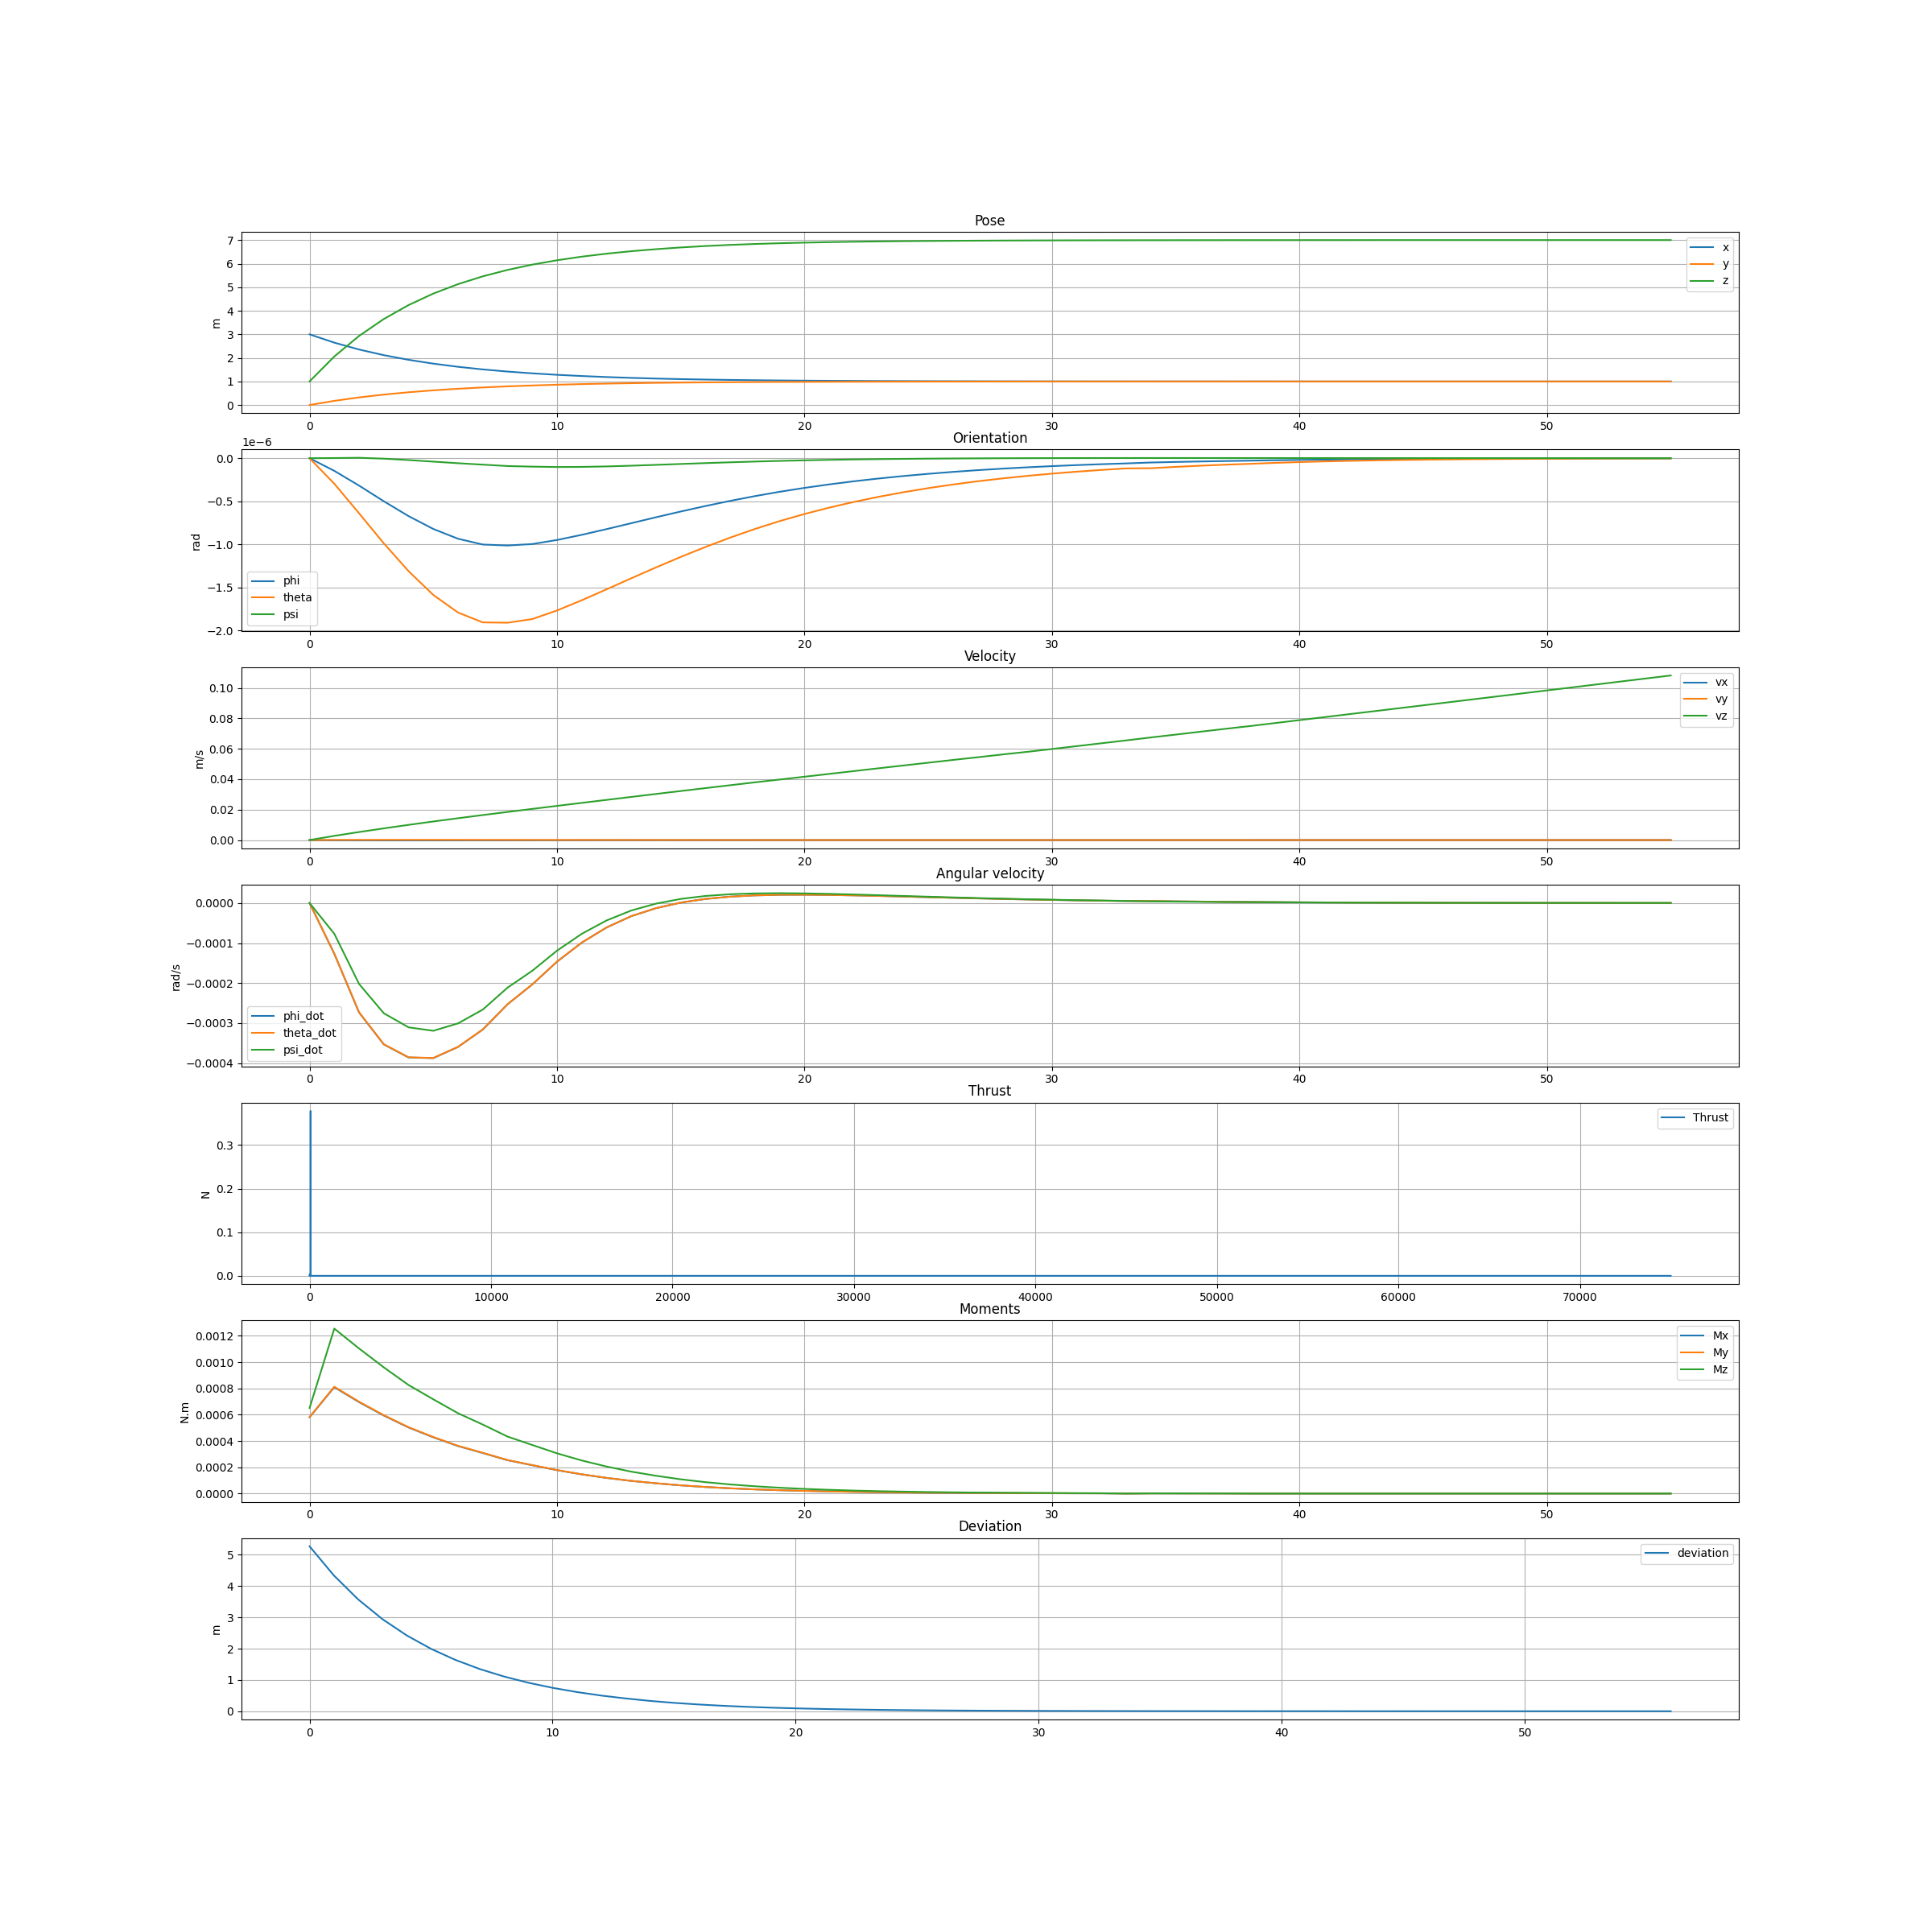 Pose
7
6
5
4
3
2
1
0
m
x
y
z
0 10 20 30 40 50
1e−6
Orientation
0.0
−0.5
−1.0
−1.5
−2.0
rad
phi
theta
psi
0 10 20 30 40 50
Velocity
0.10
0.08
0.06
0.04
0.02
0.00
m/s
vx
vy
vz
0 10 20 30 40 50
Angular velocity
0.0000
−0.0001
−0.0002
−0.0003
−0.0004
rad/s
phi_dot
theta_dot
psi_dot
0 10 20 30 40 50
Thrust
0.3
0.2
0.1
0.0
N
Thrust
0 10000 20000 30000 40000 50000 60000 70000
Moments
0.0012
0.0010
0.0008
0.0006
0.0004
0.0002
0.0000
N.m
Mx
My
Mz
0 10 20 30 40 50
Deviation
5
4
3
2
1
0
m
deviation
0 10 20 30 40 50